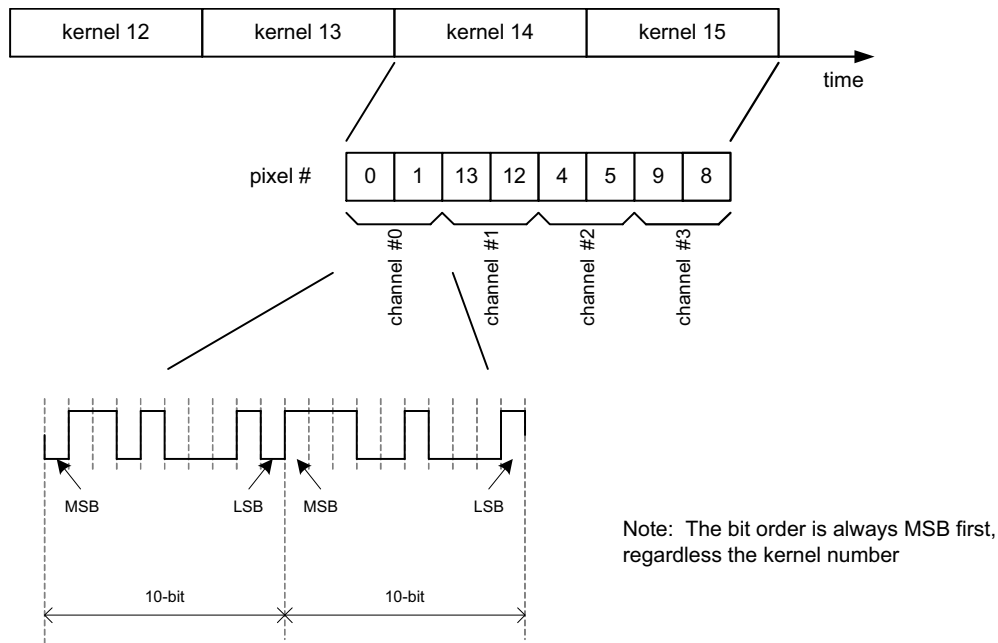 kernel 12 kernel 13 kernel 14 kernel 15
time
pixel # 0 1 13 12 4 5 9 8
channel #0 channel #1 channel #2 channel #3
MSB LSB MSB LSB
Note: The bit order is always MSB first,
regardless the kernel number
10-bit 10-bit